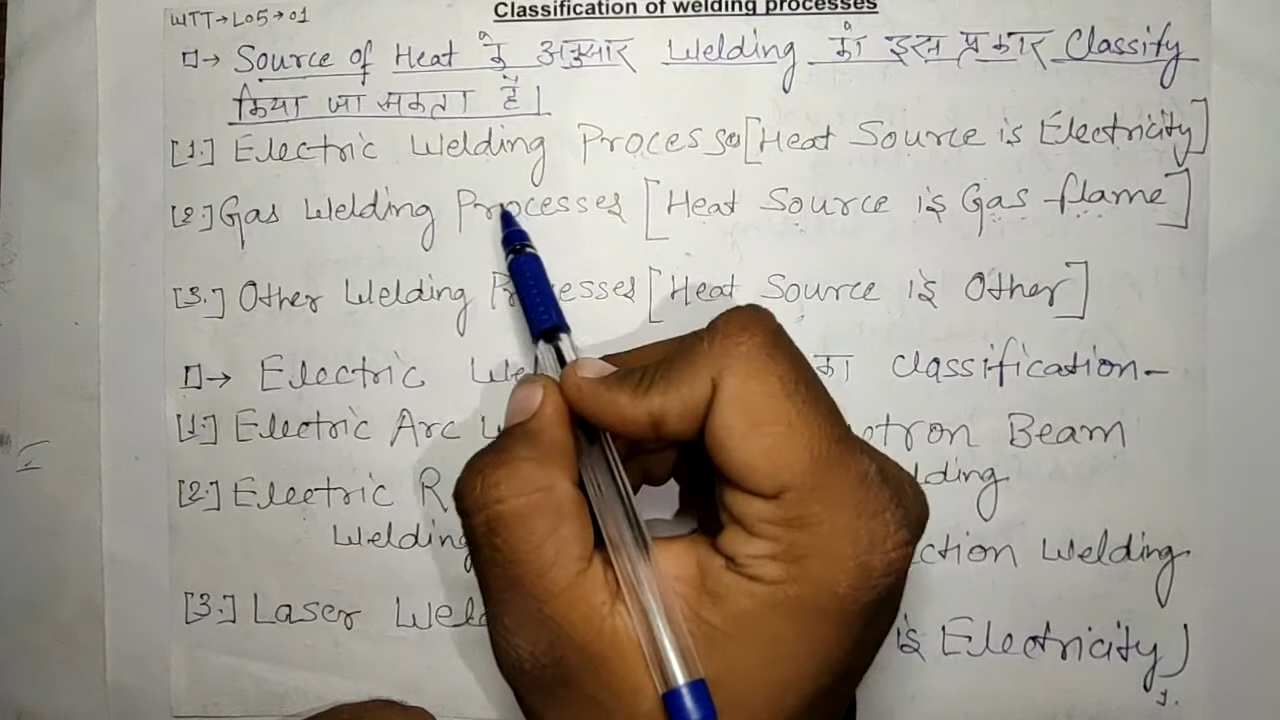 WTT→L05→01
Classification of welding processes
□→ Source of Heat के अनुसार Welding को इस प्रकार Classify
किया जा सकता है।
[1.] Electric Welding Processes [Heat Source is Electricity]
[2.] Gas Welding Processes [Heat Source is Gas flame]
[3.] Other Welding Processes [Heat Source is Other]
□→ Electric का classification-
[1.] Electric Arc Beam
[2.] Electric
Welding
Welding
[3.] Laser is Electricity)